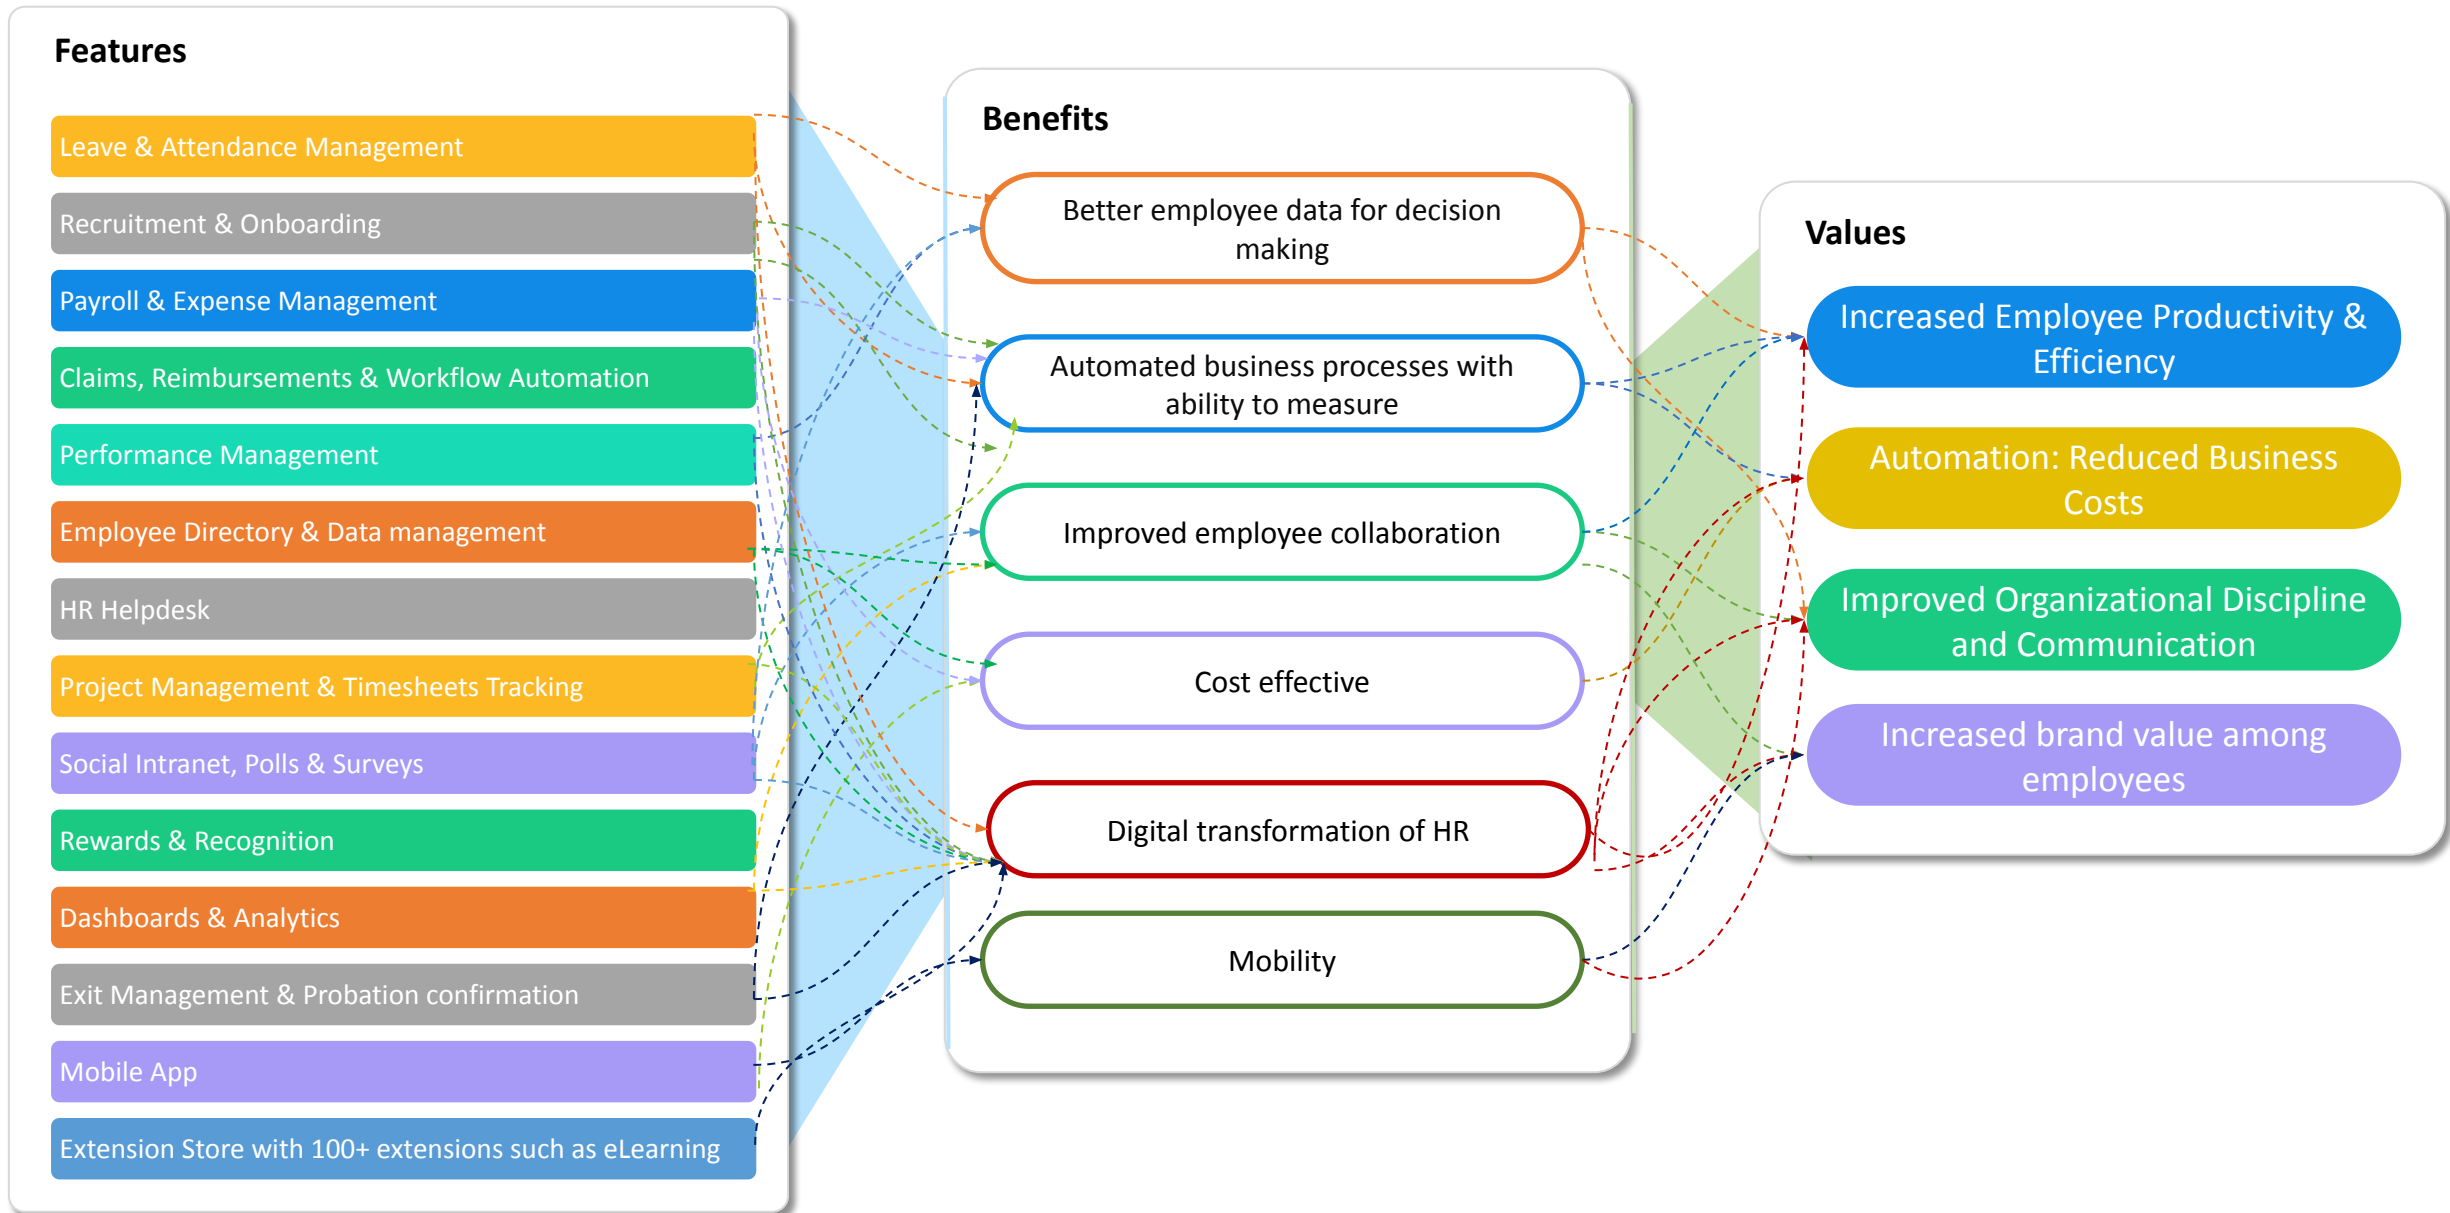 Features
Leave & Attendance Management
Recruitment & Onboarding
Payroll & Expense Management
Claims, Reimbursements & Workflow Automation
Performance Management
Employee Directory & Data management
HR Helpdesk
Project Management & Timesheets Tracking
Social Intranet, Polls & Surveys
Rewards & Recognition
Dashboards & Analytics
Exit Management & Probation confirmation
Mobile App
Extension Store with 100+ extensions such as eLearning
Benefits
Better employee data for decision
making
Automated business processes with
ability to measure
Improved employee collaboration
Cost effective
Digital transformation of HR
Mobility
Values
Increased Employee Productivity &
Efficiency
Automation: Reduced Business
Costs
Improved Organizational Discipline
and Communication
Increased brand value among
employees